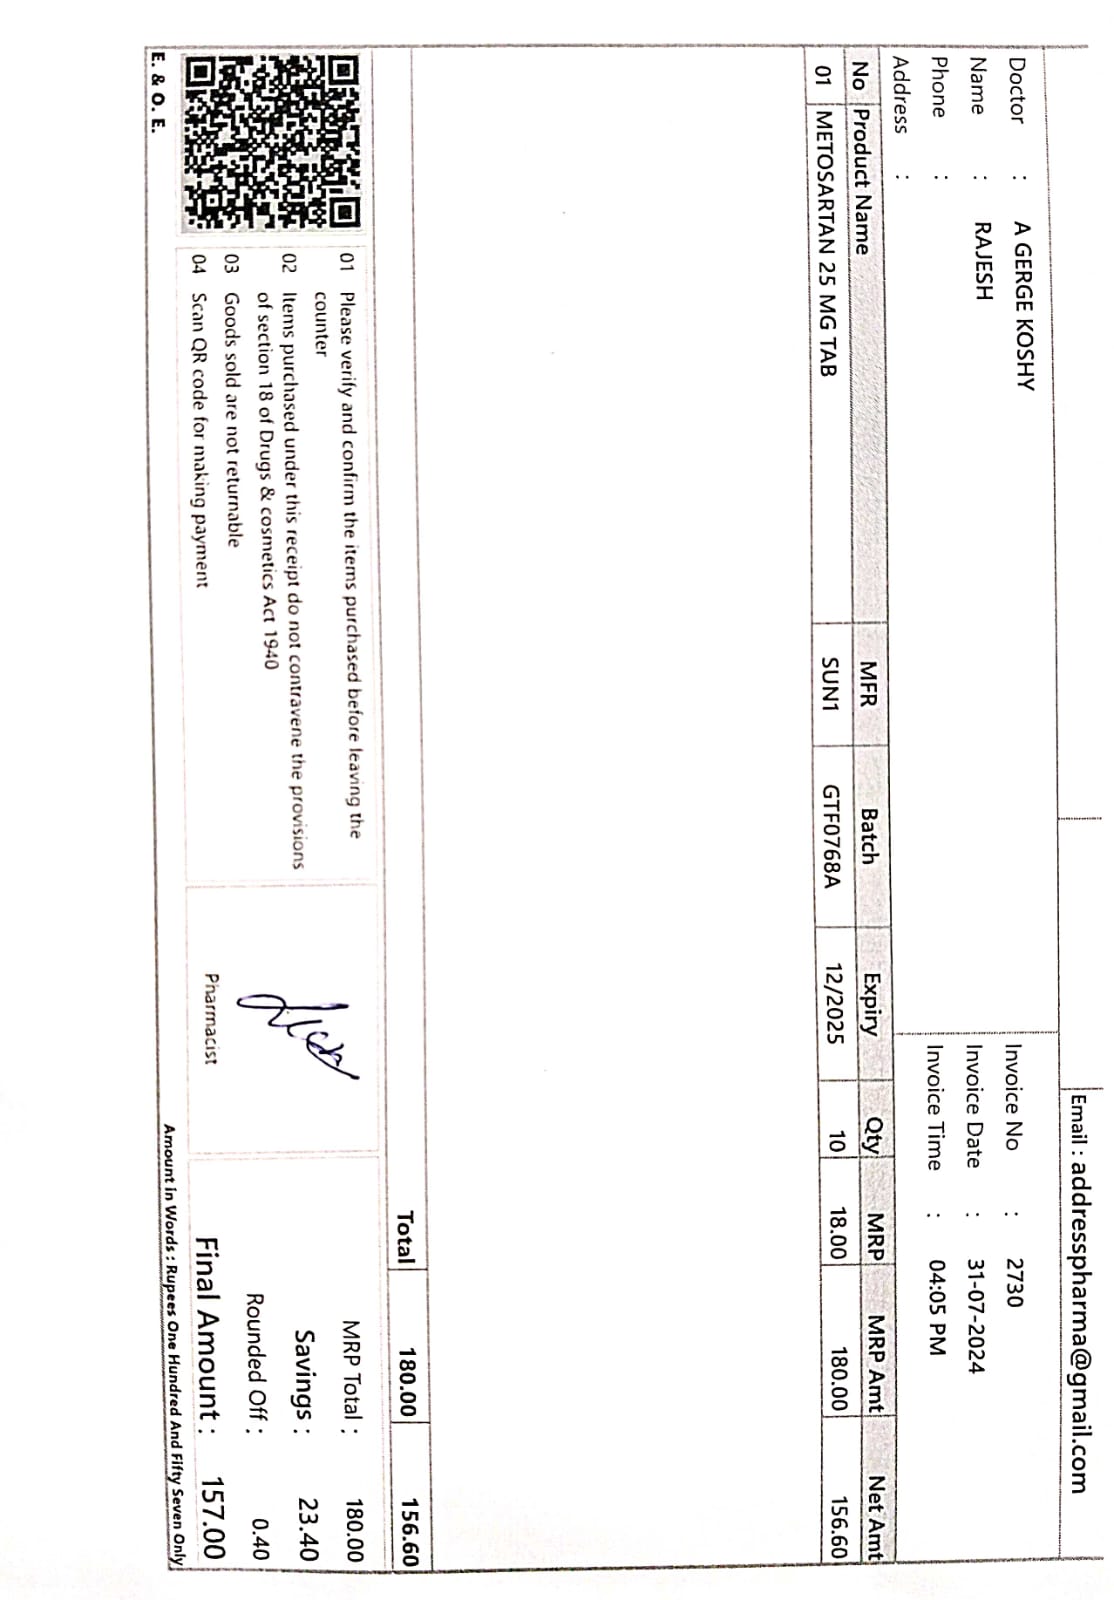 Email : addresspharma@gmail.com
Doctor : A GERGE KOSHY
Name : RAJESH
Phone :
Address :
Invoice No : 2730
Invoice Date : 31-07-2024
Invoice Time : 04:05 PM
No Product Name MFR Batch Expiry Qty MRP MRP Amt Net Amt
01 METOSARTAN 25 MG TAB SUN1 GTF0768A 12/2025 10 18.00 180.00 156.60
Total 180.00 156.60
01 Please verify and confirm the items purchased before leaving the
counter
02 Items purchased under this receipt do not contravene the provisions
of section 18 of Drugs & cosmetics Act 1940
03 Goods sold are not returnable
04 Scan QR code for making payment
E. & O. E.
Pharmacist
MRP Total : 180.00
Savings : 23.40
Rounded Off : 0.40
Final Amount : 157.00
Amount in Words : Rupees One Hundred And Fifty Seven Only